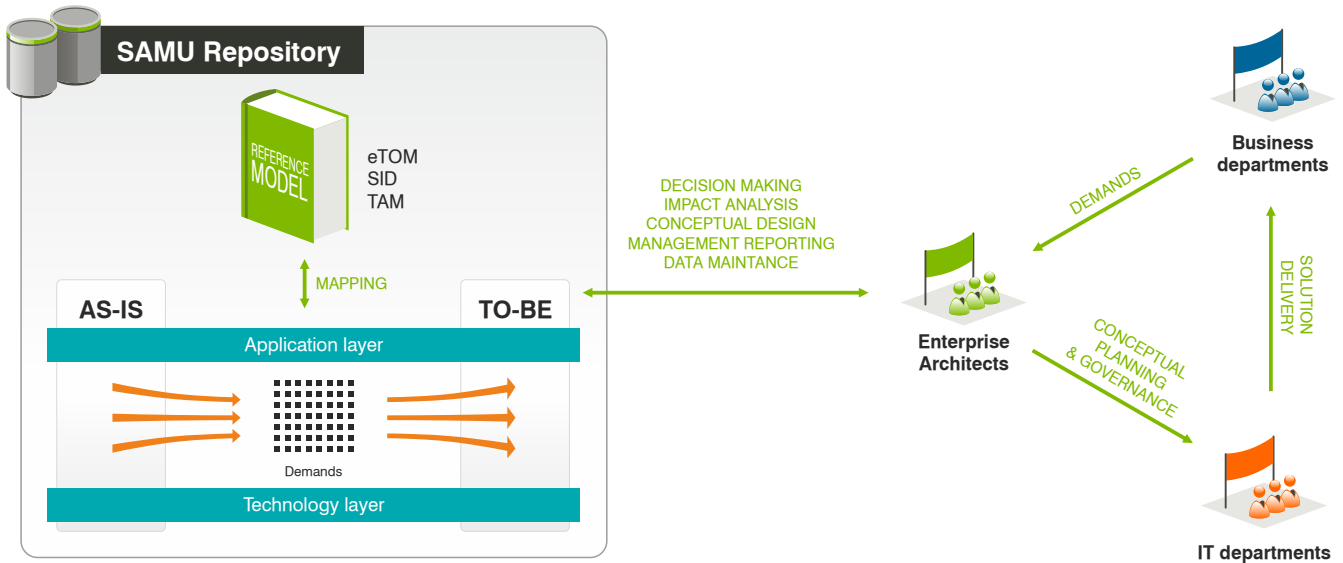 SAMU Repository
REFERENCE
MODEL
eTOM
SID
TAM
MAPPING
AS-IS
TO-BE
Application layer
Demands
Technology layer
DECISION MAKING
IMPACT ANALYSIS
CONCEPTUAL DESIGN
MANAGEMENT REPORTING
DATA MAINTANCE
Business
departments
DEMANDS
Enterprise
Architects
CONCEPTUAL
PLANNING
& GOVERNANCE
SOLUTION
DELIVERY
IT departments